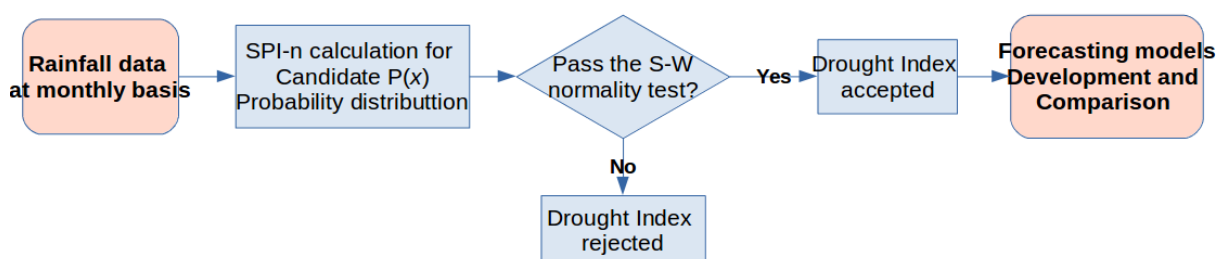 Rainfall data
at monthly basis
SPI-n calculation for
Candidate P(x)
Probability distributtion
Pass the S-W
normality test?
Yes
Drought Index
accepted
Forecasting models
Development and
Comparison
No
Drought Index
rejected